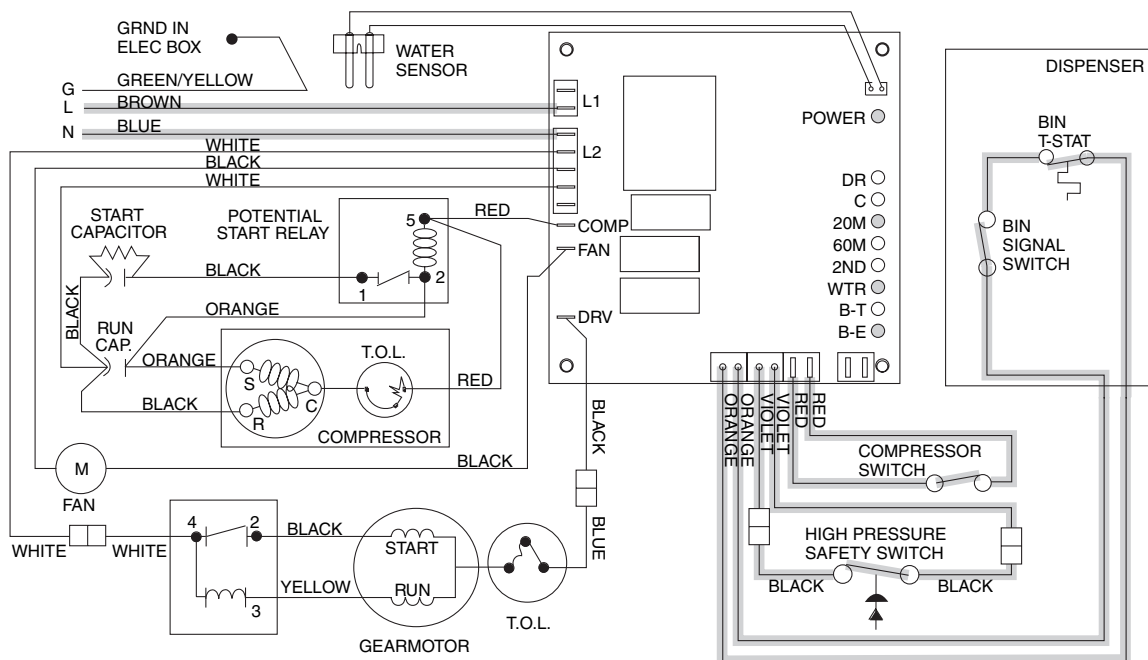 GRND IN
ELEC BOX
WATER
SENSOR
DISPENSER
G GREEN/YELLOW
L BROWN
N BLUE
WHITE
BLACK
WHITE
L1
L2
POWER
BIN
T-STAT
DR
C
20M
60M
2ND
WTR
B-T
B-E
BIN
SIGNAL
SWITCH
START
CAPACITOR
POTENTIAL
START RELAY
5
RED
COMP
FAN
BLACK
1
2
ORANGE
BLACK
DRV
RUN
CAP.
ORANGE
S
T.O.L.
C
RED
BLACK
R
COMPRESSOR
ORANGE
ORANGE
VIOLET
VIOLET
RED
RED
BLACK
COMPRESSOR
SWITCH
M
BLACK
FAN
HIGH PRESSURE
SAFETY SWITCH
BLACK
BLACK
4
2
BLACK
START
BLUE
WHITE
WHITE
YELLOW
RUN
3
T.O.L.
GEARMOTOR